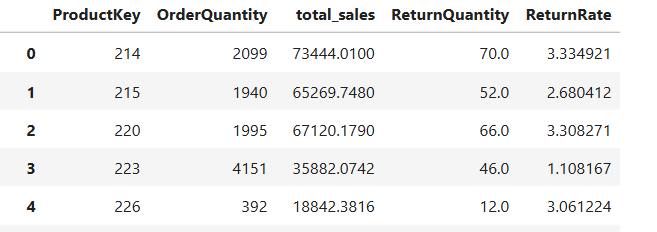 ProductKey OrderQuantity total_sales ReturnQuantity ReturnRate
0 214 2099 73444.0100 70.0 3.334921
1 215 1940 65269.7480 52.0 2.680412
2 220 1995 67120.1790 66.0 3.308271
3 223 4151 35882.0742 46.0 1.108167
4 226 392 18842.3816 12.0 3.061224